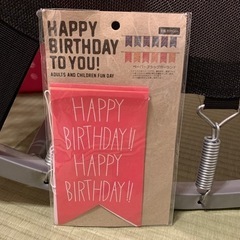 HAPPY
BIRTHDAY
TO YOU!
ADULTS AND CHILDREN FUN DAY
HAPPY
BIRTHDAY!!
HAPPY
BIRTHDAY!!